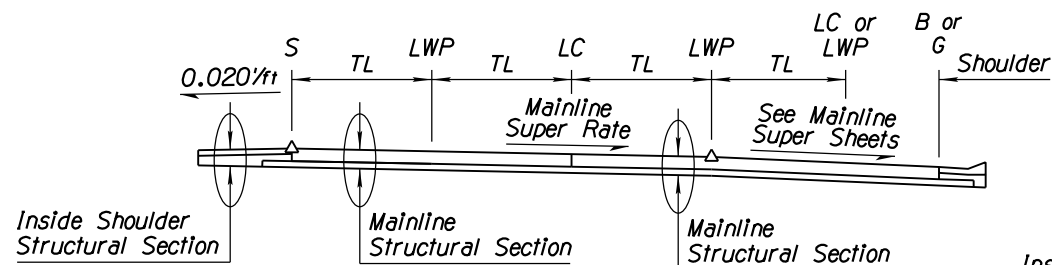 S
LWP
LC
LWP
LC or
LWP
B or
G
0.020'/ft
TL
TL
TL
TL
Shoulder
Mainline
Super Rate
See Mainline
Super Sheets
Inside Shoulder
Structural Section
Mainline
Structural Section
Mainline
Structural Section